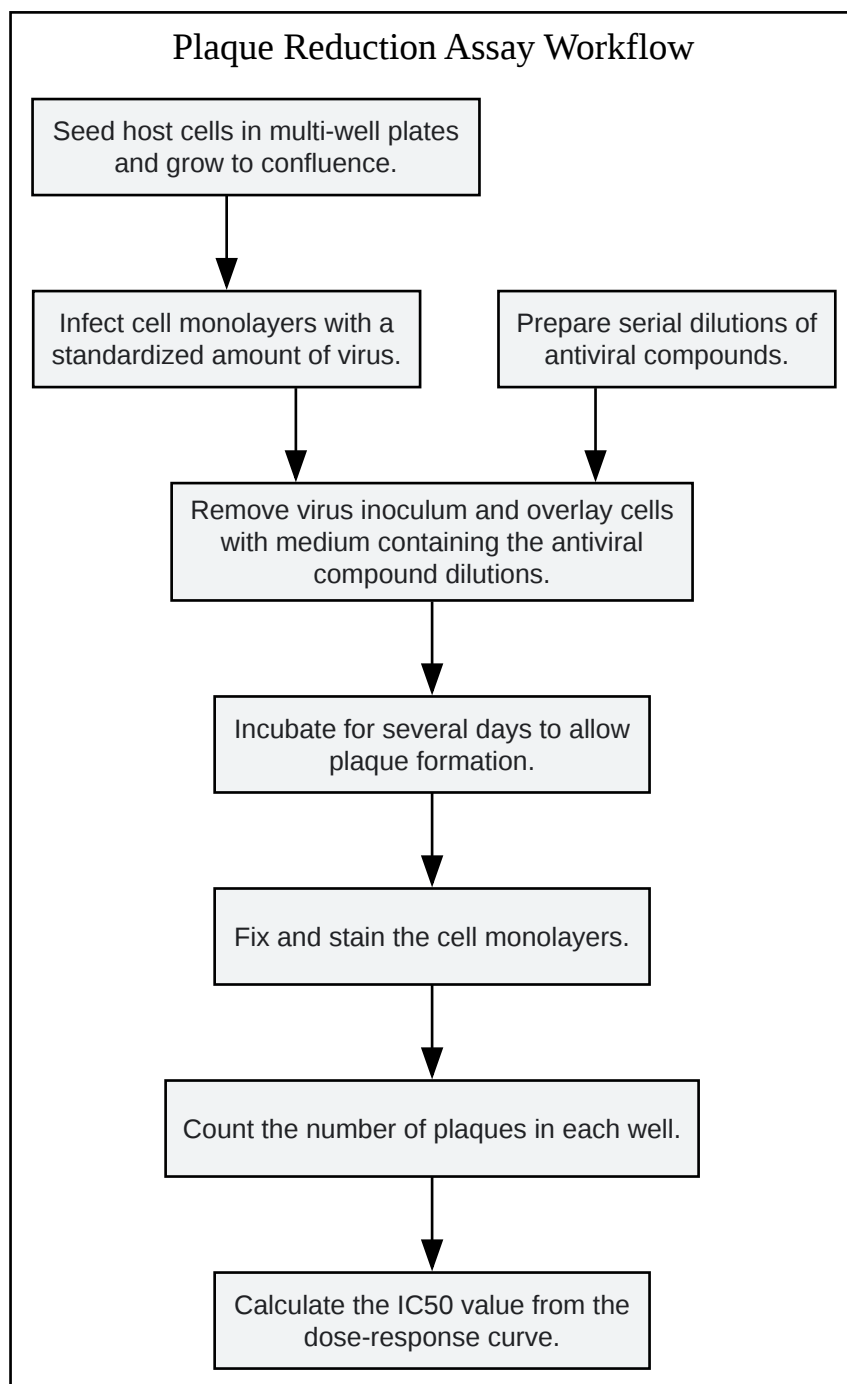 Plaque Reduction Assay Workflow
Seed host cells in multi-well plates
and grow to confluence.
Infect cell monolayers with a
standardized amount of virus.
Prepare serial dilutions of
antiviral compounds.
Remove virus inoculum and overlay cells
with medium containing the antiviral
compound dilutions.
Incubate for several days to allow
plaque formation.
Fix and stain the cell monolayers.
Count the number of plaques in each well.
Calculate the IC50 value from the
dose-response curve.